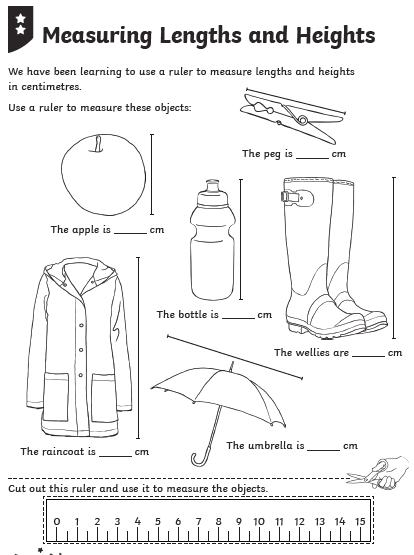 Measuring Lengths and Heights
We have been learning to use a ruler to measure lengths and heights
in centimetres.
Use a ruler to measure these objects:
The peg is ______ cm
The apple is ______ cm
The bottle is ______ cm
The wellies are ______ cm
The raincoat is ______ cm
The umbrella is ______ cm
Cut out this ruler and use it to measure the objects.
0 1 2 3 4 5 6 7 8 9 10 11 12 13 14 15